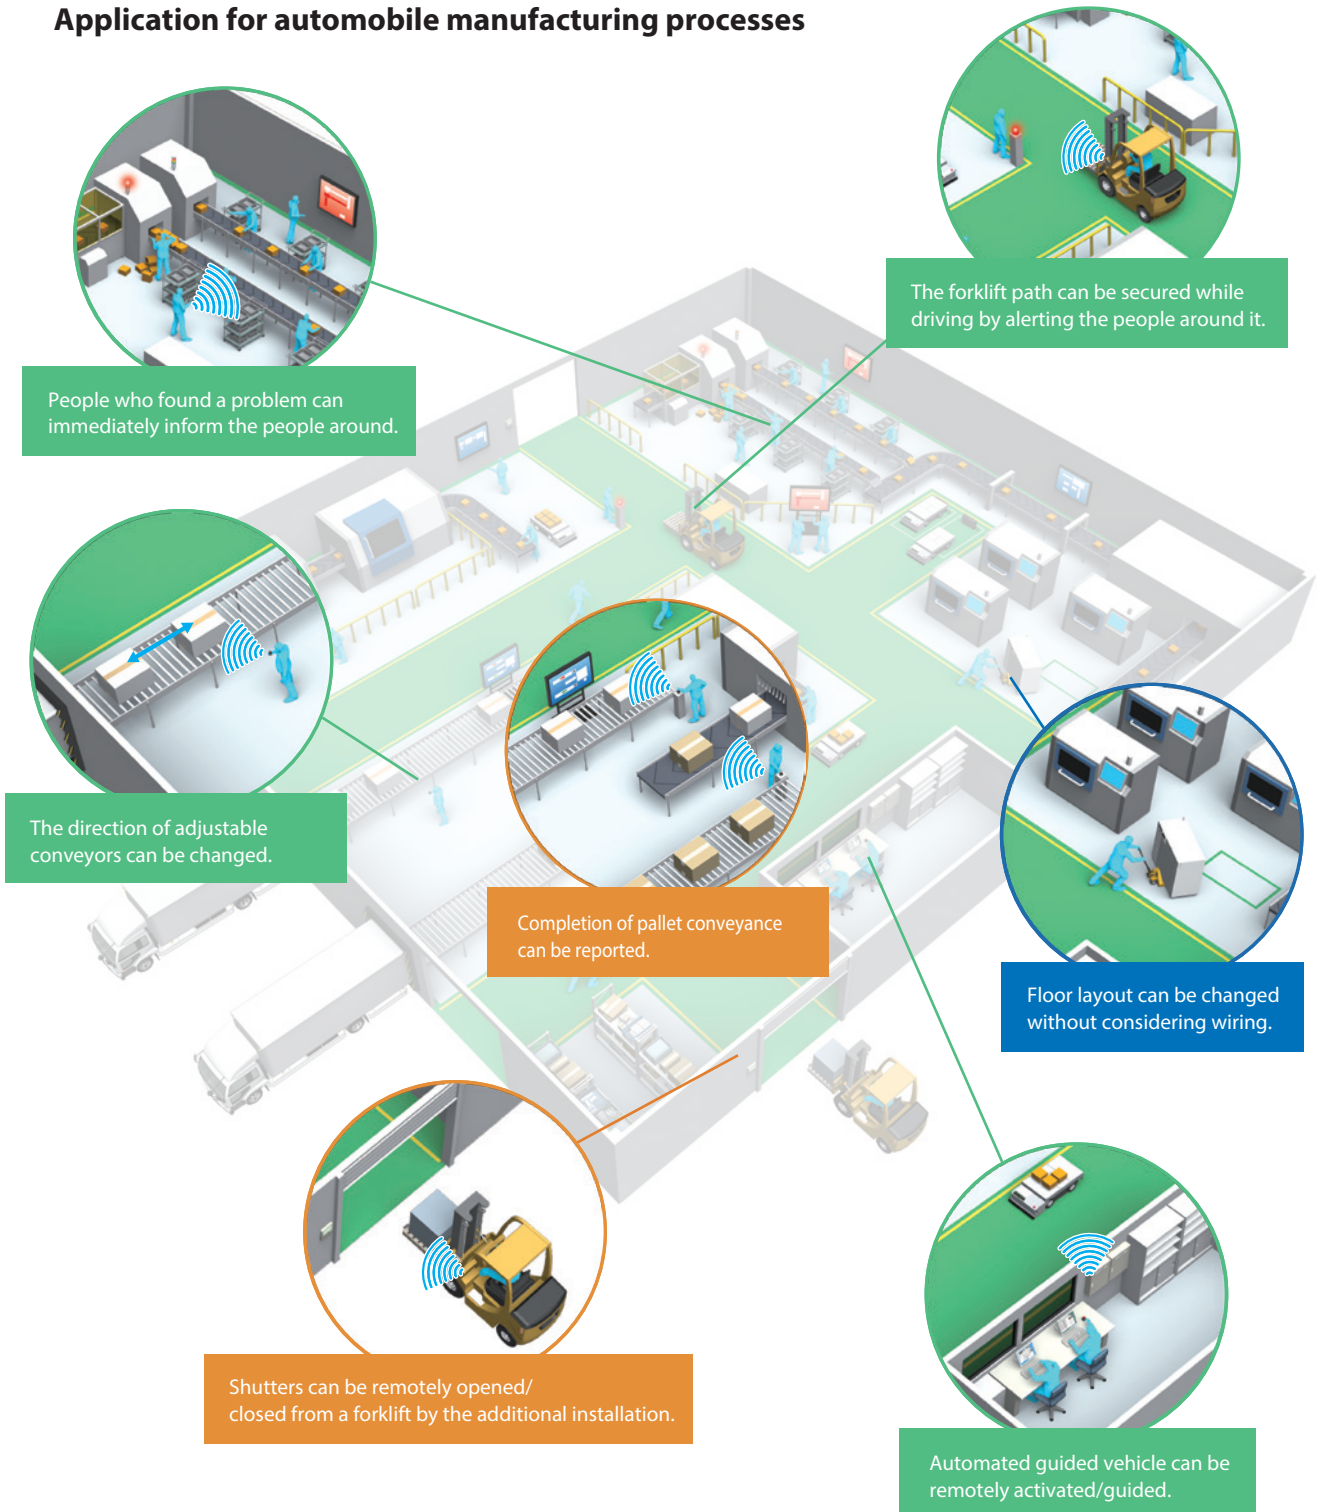 Application for automobile manufacturing processes
The forklift path can be secured while
driving by alerting the people around it.
People who found a problem can
immediately inform the people around.
The direction of adjustable
conveyors can be changed.
Completion of pallet conveyance
can be reported.
Floor layout can be changed
without considering wiring.
Shutters can be remotely opened/
closed from a forklift by the additional installation.
Automated guided vehicle can be
remotely activated/guided.